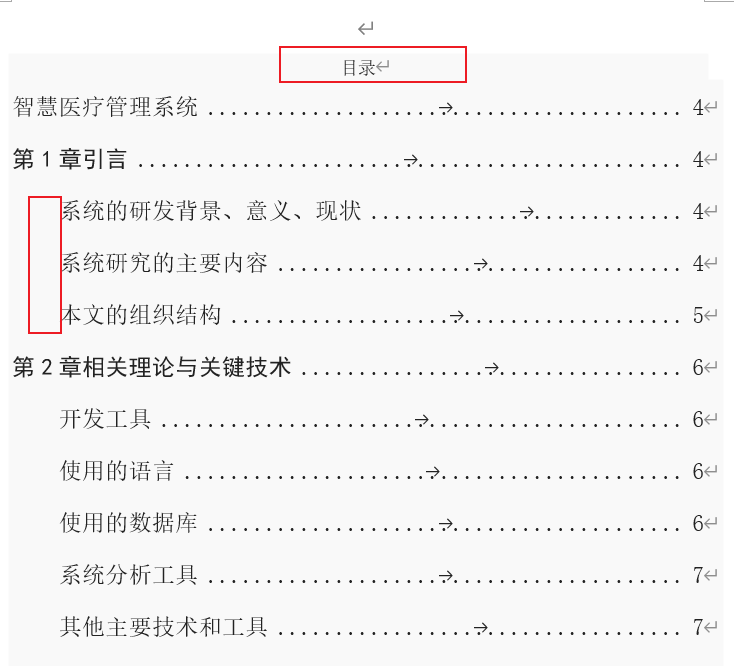 目录
智慧医疗管理系统 ........................................ 4
第 1 章引言 .............................................. 4
系统的研发背景、意义、现状 .......................... 4
系统研究的主要内容 .................................. 4
本文的组织结构 ...................................... 5
第 2 章相关理论与关键技术 ................................ 6
开发工具 ............................................ 6
使用的语言 .......................................... 6
使用的数据库 ........................................ 6
系统分析工具 ........................................ 7
其他主要技术和工具 .................................. 7